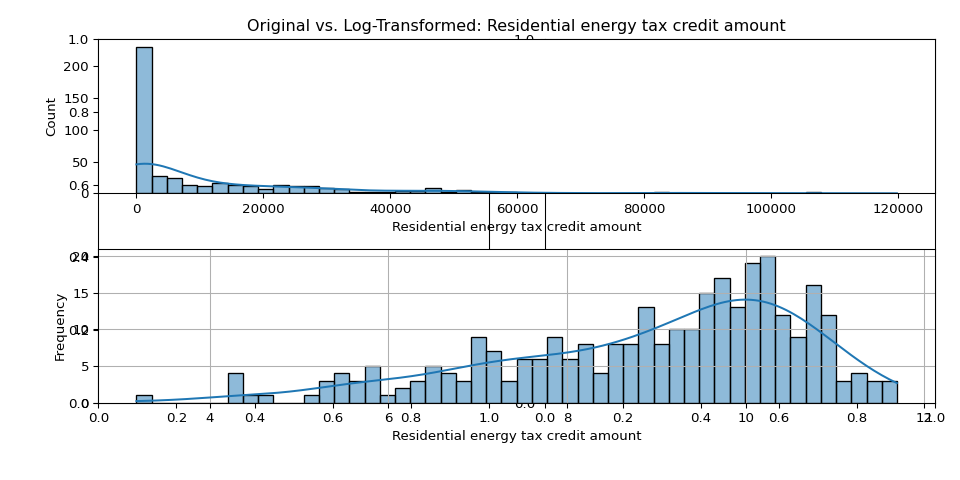 Original vs. Log-Transformed: Residential energy tax credit amount
1.0
1.0
200
150
0.8
100
50
0.6
Count
0 20000 40000 60000 80000 100000 120000
Residential energy tax credit amount
15
5
0.0
Frequency
0.0 0.2 4 0.4 0.6 6 0.8 1.0 0.0 8 0.2 0.4 10 0.6 0.8 12 1.0
Residential energy tax credit amount